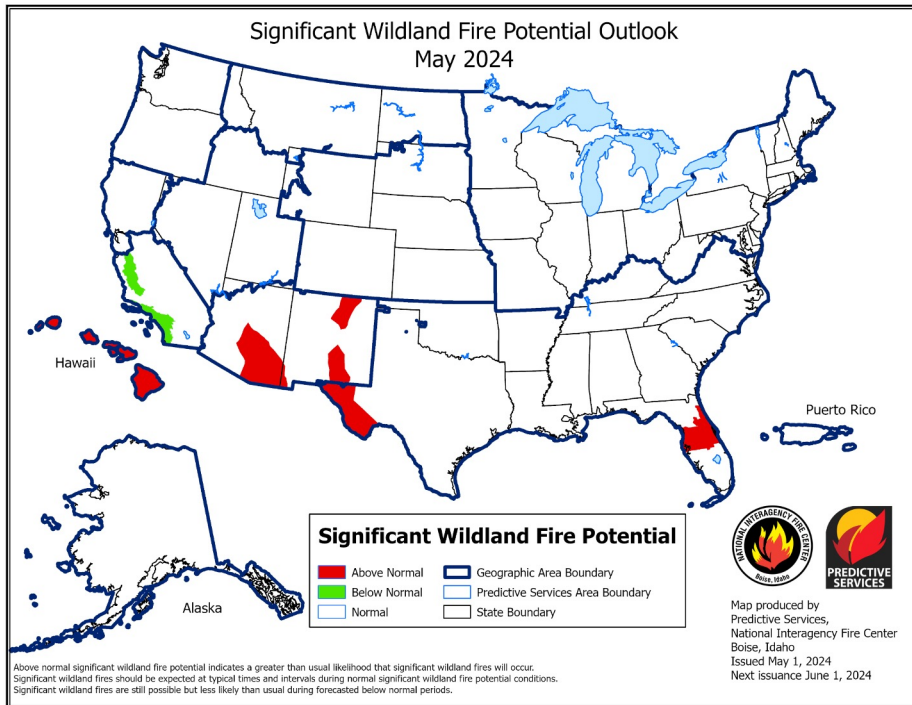 Significant Wildland Fire Potential Outlook
May 2024
Hawaii
Puerto Rico
Alaska
Significant Wildland Fire Potential
Above Normal
Below Normal
Normal
Geographic Area Boundary
Predictive Services Area Boundary
State Boundary
NATIONAL INTERAGENCY FIRE CENTER
Boise, Idaho
PREDICTIVE
SERVICES
Map produced by
Predictive Services,
National Interagency Fire Center
Boise, Idaho
Issued May 1, 2024
Next issuance June 1, 2024
Above normal significant wildland fire potential indicates a greater than usual likelihood that significant wildland fires will occur.
Significant wildland fires should be expected at typical times and intervals during normal significant wildland fire potential conditions.
Significant wildland fires are still possible but less likely than usual during forecasted below normal periods.